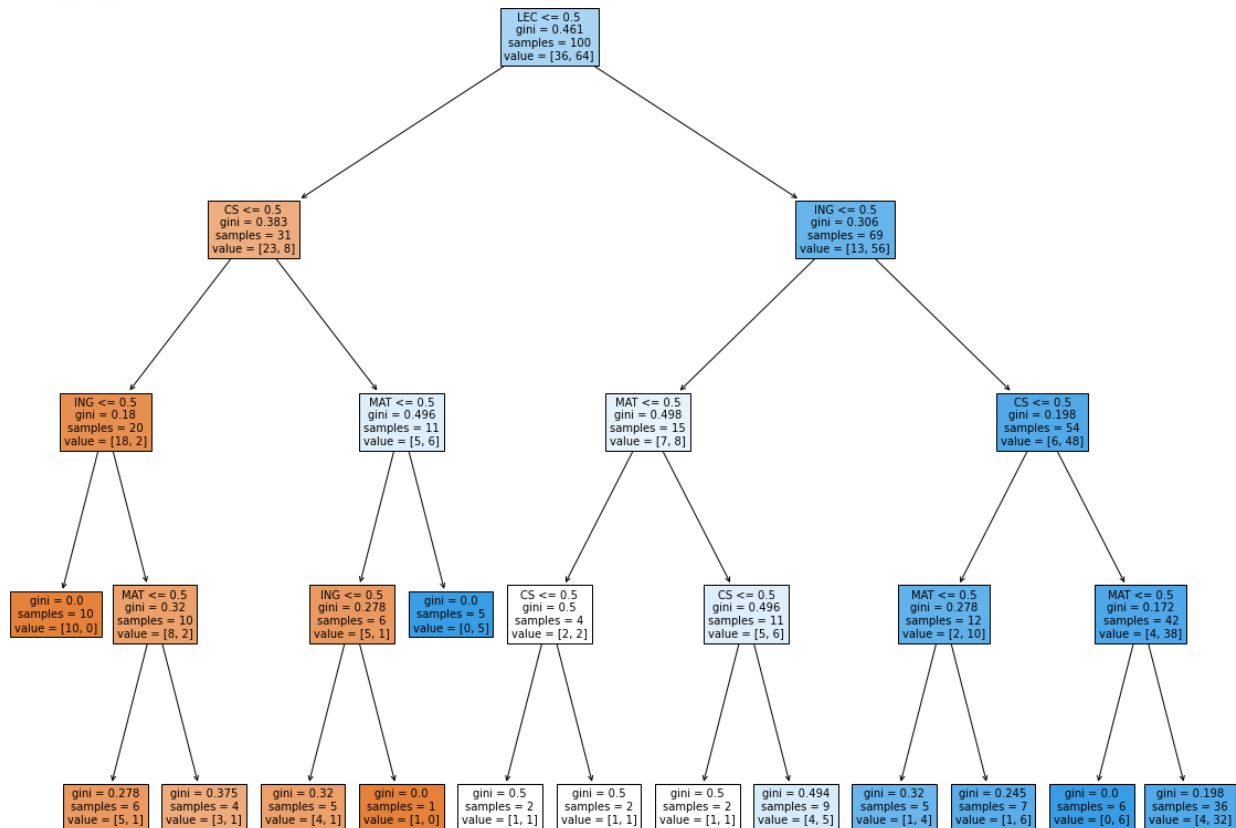 LEC <= 0.5
gini = 0.461
samples = 100
value = [36, 64]
CS <= 0.5
gini = 0.383
samples = 31
value = [23, 8]
ING <= 0.5
gini = 0.306
samples = 69
value = [13, 56]
ING <= 0.5
gini = 0.18
samples = 20
value = [18, 2]
MAT <= 0.5
gini = 0.496
samples = 11
value = [5, 6]
MAT <= 0.5
gini = 0.498
samples = 15
value = [7, 8]
CS <= 0.5
gini = 0.198
samples = 54
value = [6, 48]
gini = 0.0
samples = 10
value = [10, 0]
MAT <= 0.5
gini = 0.32
samples = 10
value = [8, 2]
ING <= 0.5
gini = 0.278
samples = 6
value = [5, 1]
gini = 0.0
samples = 5
value = [0, 5]
CS <= 0.5
gini = 0.5
samples = 4
value = [2, 2]
CS <= 0.5
gini = 0.496
samples = 11
value = [5, 6]
MAT <= 0.5
gini = 0.278
samples = 12
value = [2, 10]
MAT <= 0.5
gini = 0.172
samples = 42
value = [4, 38]
gini = 0.278
samples = 6
value = [5, 1]
gini = 0.375
samples = 4
value = [3, 1]
gini = 0.32
samples = 5
value = [4, 1]
gini = 0.0
samples = 1
value = [1, 0]
gini = 0.5
samples = 2
value = [1, 1]
gini = 0.5
samples = 2
value = [1, 1]
gini = 0.5
samples = 2
value = [1, 1]
gini = 0.494
samples = 9
value = [4, 5]
gini = 0.32
samples = 5
value = [1, 4]
gini = 0.245
samples = 7
value = [1, 6]
gini = 0.0
samples = 6
value = [0, 6]
gini = 0.198
samples = 36
value = [4, 32]